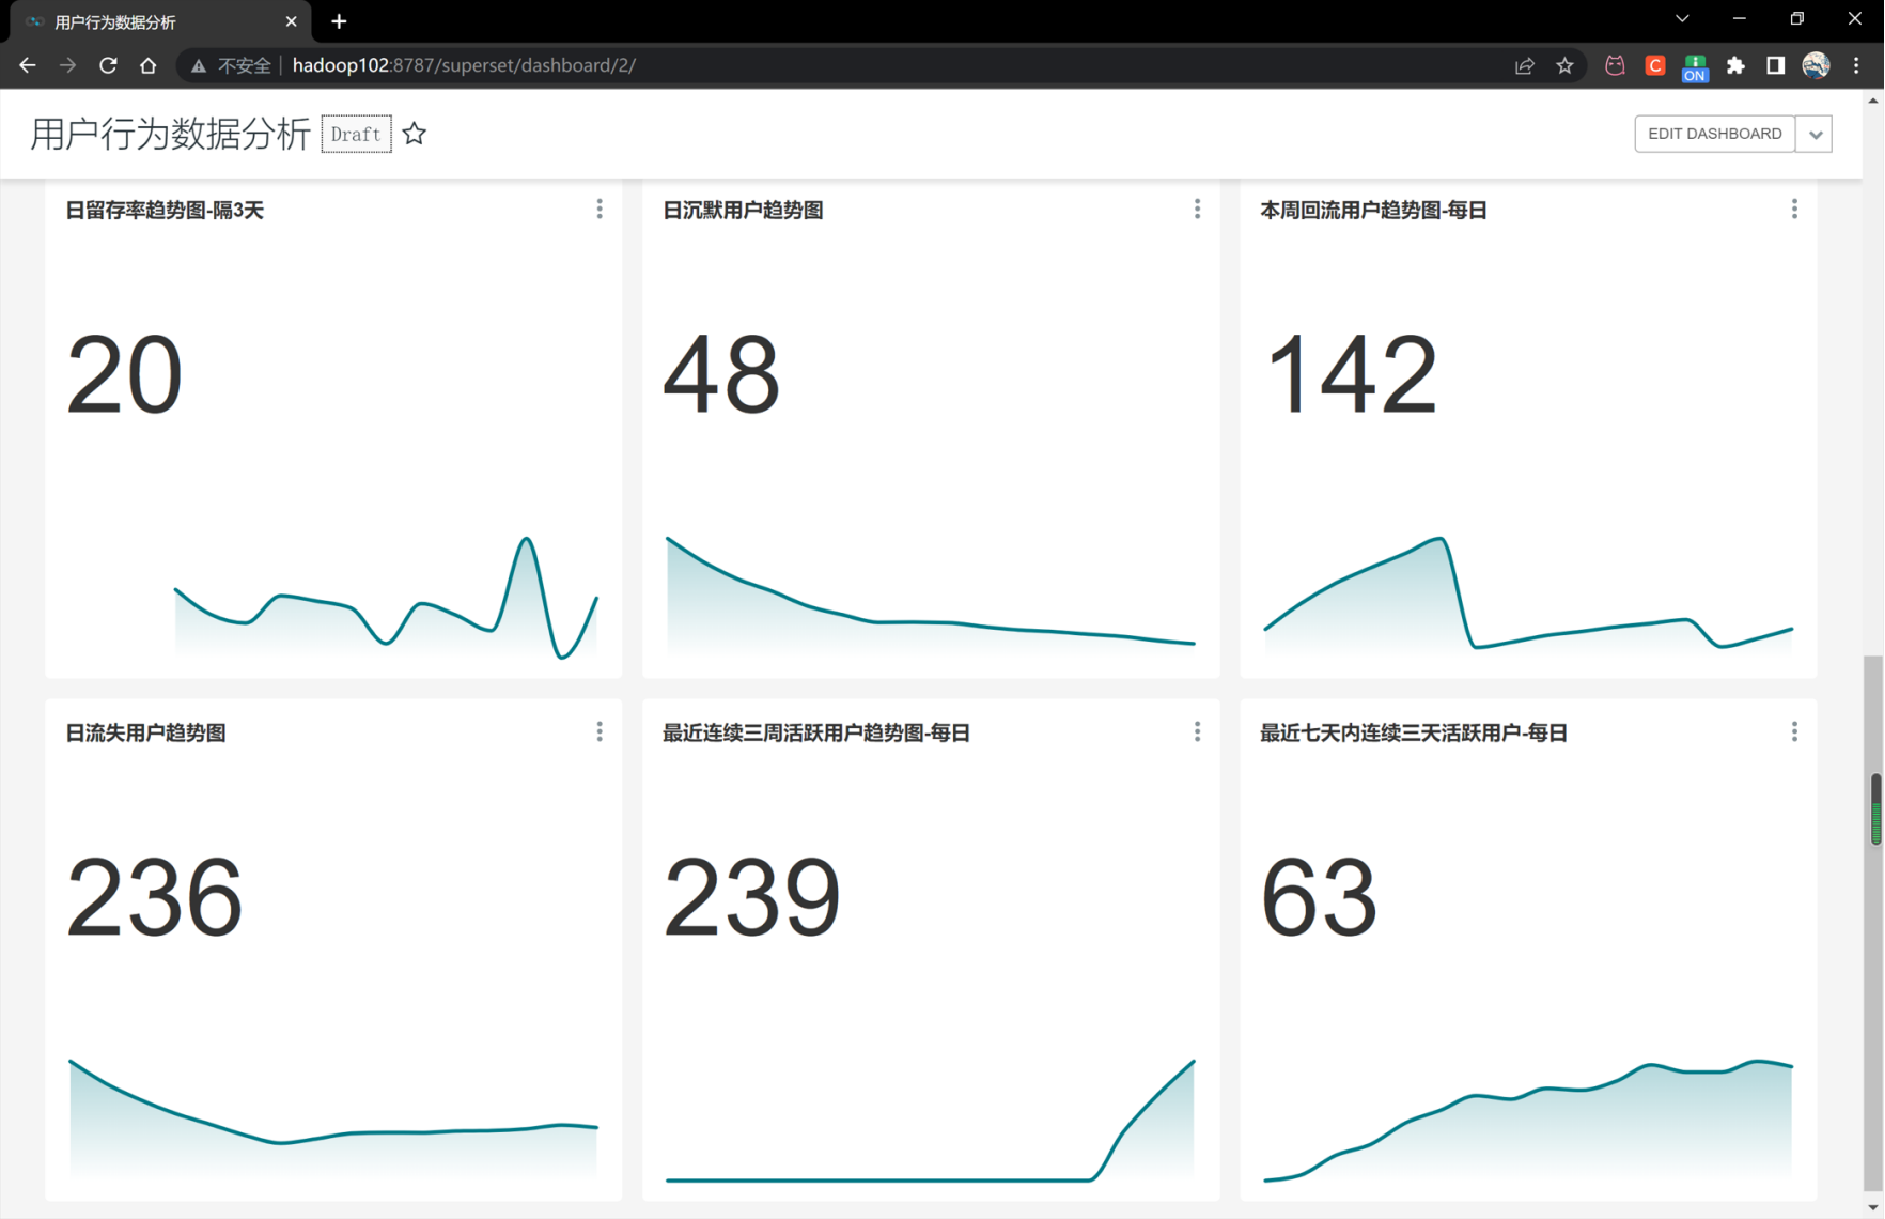 用户行为数据分析
不安全 hadoop102:8787/superset/dashboard/2/
C
ON
用户行为数据分析 Draft
EDIT DASHBOARD
日留存率趋势图-隔3天
20
日沉默用户趋势图
48
本周回流用户趋势图-每日
142
日流失用户趋势图
236
最近连续三周活跃用户趋势图-每日
239
最近七天内连续三天活跃用户-每日
63